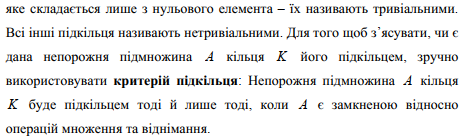 яке складається лише з нульового елемента – їх називають тривіальними.
Всі інші підкільця називають нетривіальними. Для того щоб з’ясувати, чи є
дана непорожня підмножина A кільця K його підкільцем, зручно
використовувати критерій підкільця: Непорожня підмножина A кільця
K буде підкільцем тоді й лише тоді, коли A є замкненою відносно
операцій множення та віднімання.